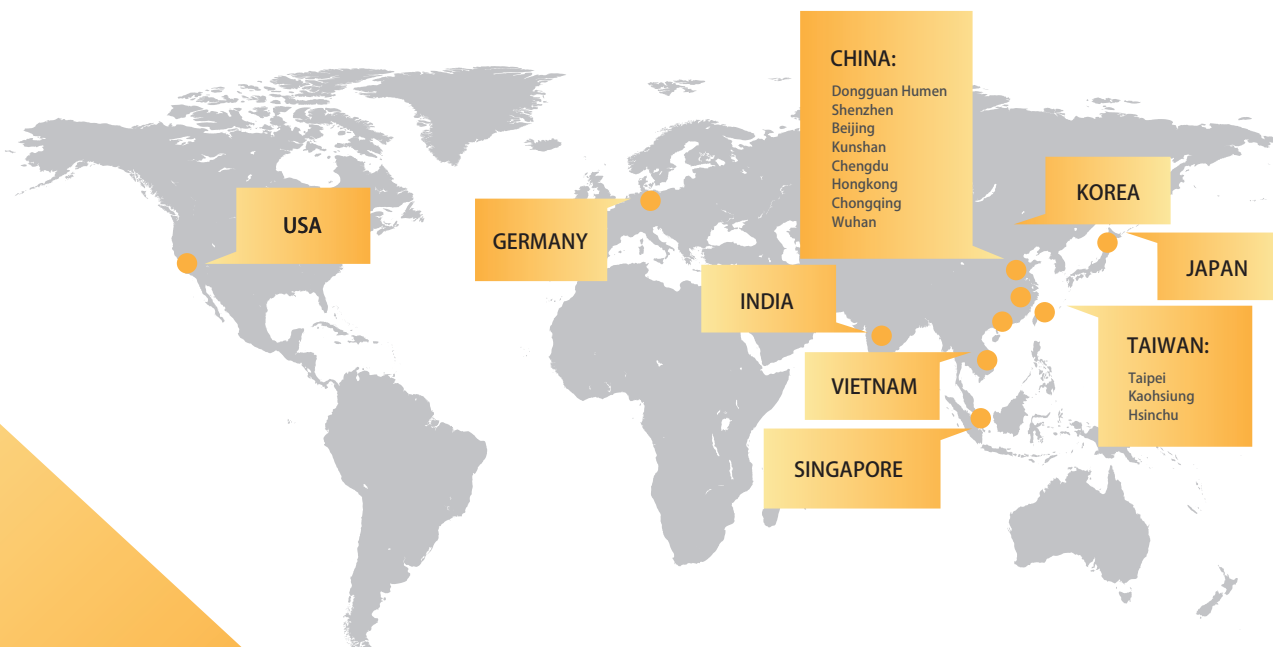 CHINA:
Dongguan Humen
Shenzhen
Beijing
Kunshan
Chengdu
Hongkong
Chongqing
Wuhan
KOREA
USA
GERMANY
JAPAN
INDIA
TAIWAN:
Taipei
Kaohsiung
Hsinchu
VIETNAM
SINGAPORE